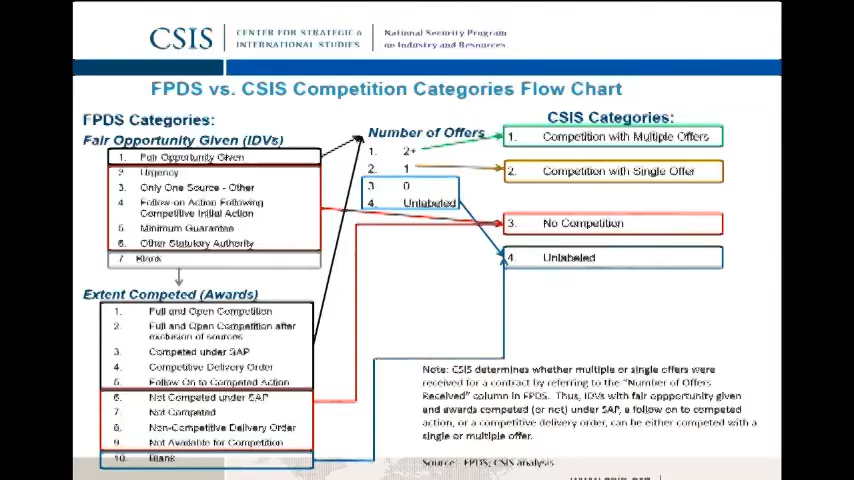 CSIS
CENTER FOR STRATEGIC &
INTERNATIONAL STUDIES
National Security Program
on Industry and Resources
FPDS vs. CSIS Competition Categories Flow Chart
FPDS Categories:
Fair Opportunity Given (IDVs)
1. Fair Opportunity Given
2 Urgency
3. Only One Source - Other
4. Follow-on Action Following
Competitive Initial Action
5. Minimum Guarantee
6. Other Statutory Authority
7. Blank
Extent Competed (Awards)
1. Full and Open Competition
2. Full and Open Competition after
exclusion of sources
3. Competed under SAP
4. Competitive Delivery Order
5. Follow On to Competed Action
6. Not Competed under SAP
7. Not Competed
8. Non-Competitive Delivery Order
9. Not Available for Competition
10. Blank
Number of Offers
1. 2+
2. 1
3 0
4. Unlabeled
CSIS Categories:
1. Competition with Multiple Offers
2. Competition with Single Offer
3. No Competition
4 Unlabeled
Note: CSIS determines whether multiple or single offers were
received for a contract by referring to the "Number of Offers
Received" column in FPDS. Thus, IDVs with fair oppportunity given
and awards competed (or not) under SAP, a follow on to competed
action, or a competitive delivery order, can be either competed with a
single or multiple offer.
Source - FPDS; CSIS analysis